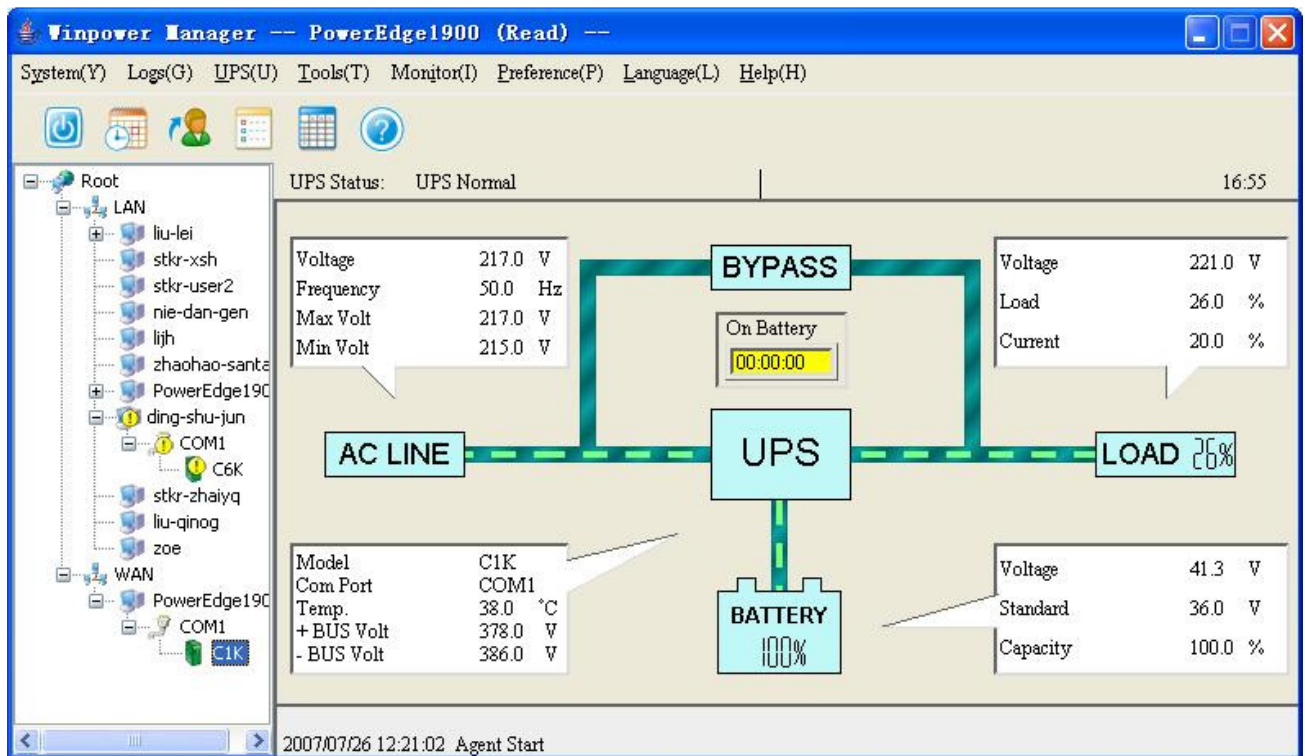 Winpower Manager -- PowerEdge1900 (Read) --
System(Y) Logs(G) UPS(U) Tools(T) Monitor(I) Preference(P) Language(L) Help(H)
Root
LAN
liu-lei
stkr-xsh
stkr-user2
nie-dan-gen
lijh
zhaohao-santa
PowerEdge190
ding-shu-jun
COM1
C6K
stkr-zhaiyq
liu-qinog
zoe
WAN
PowerEdge190
COM1
C1K
UPS Status: UPS Normal 16:55
Voltage 217.0 V
Frequency 50.0 Hz
Max Volt 217.0 V
Min Volt 215.0 V
BYPASS
On Battery
00:00:00
Voltage 221.0 V
Load 26.0 %
Current 20.0 %
AC LINE
UPS
LOAD 26%
Model C1K
Com Port COM1
Temp. 38.0 °C
+ BUS Volt 378.0 V
- BUS Volt 386.0 V
BATTERY
100%
Voltage 41.3 V
Standard 36.0 V
Capacity 100.0 %
2007/07/26 12:21:02 Agent Start